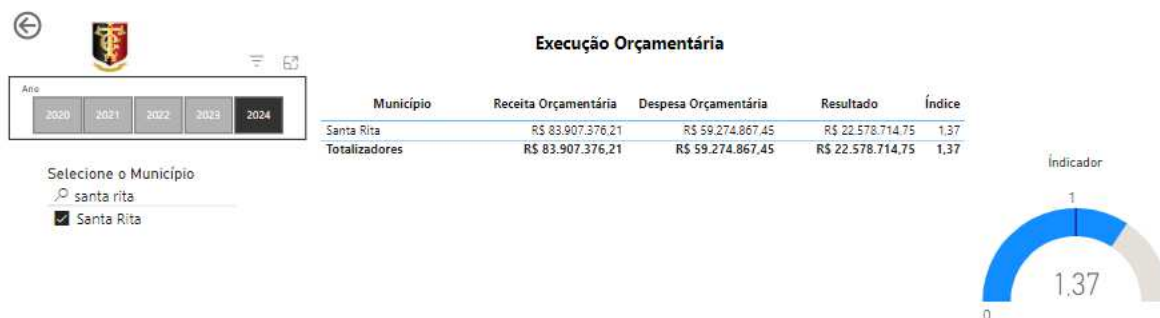 Execução Orçamentária
Ano
2020 2021 2022 2023 2024
Município Receita Orçamentária Despesa Orçamentária Resultado Índice
Santa Rita R$ 83.907.376,21 R$ 59.274.867,45 R$ 22.578.714,75 1,37
Totalizadores R$ 83.907.376,21 R$ 59.274.867,45 R$ 22.578.714,75 1,37
Selecione o Município
santa rita
Santa Rita
Índicador
1
1,37
0